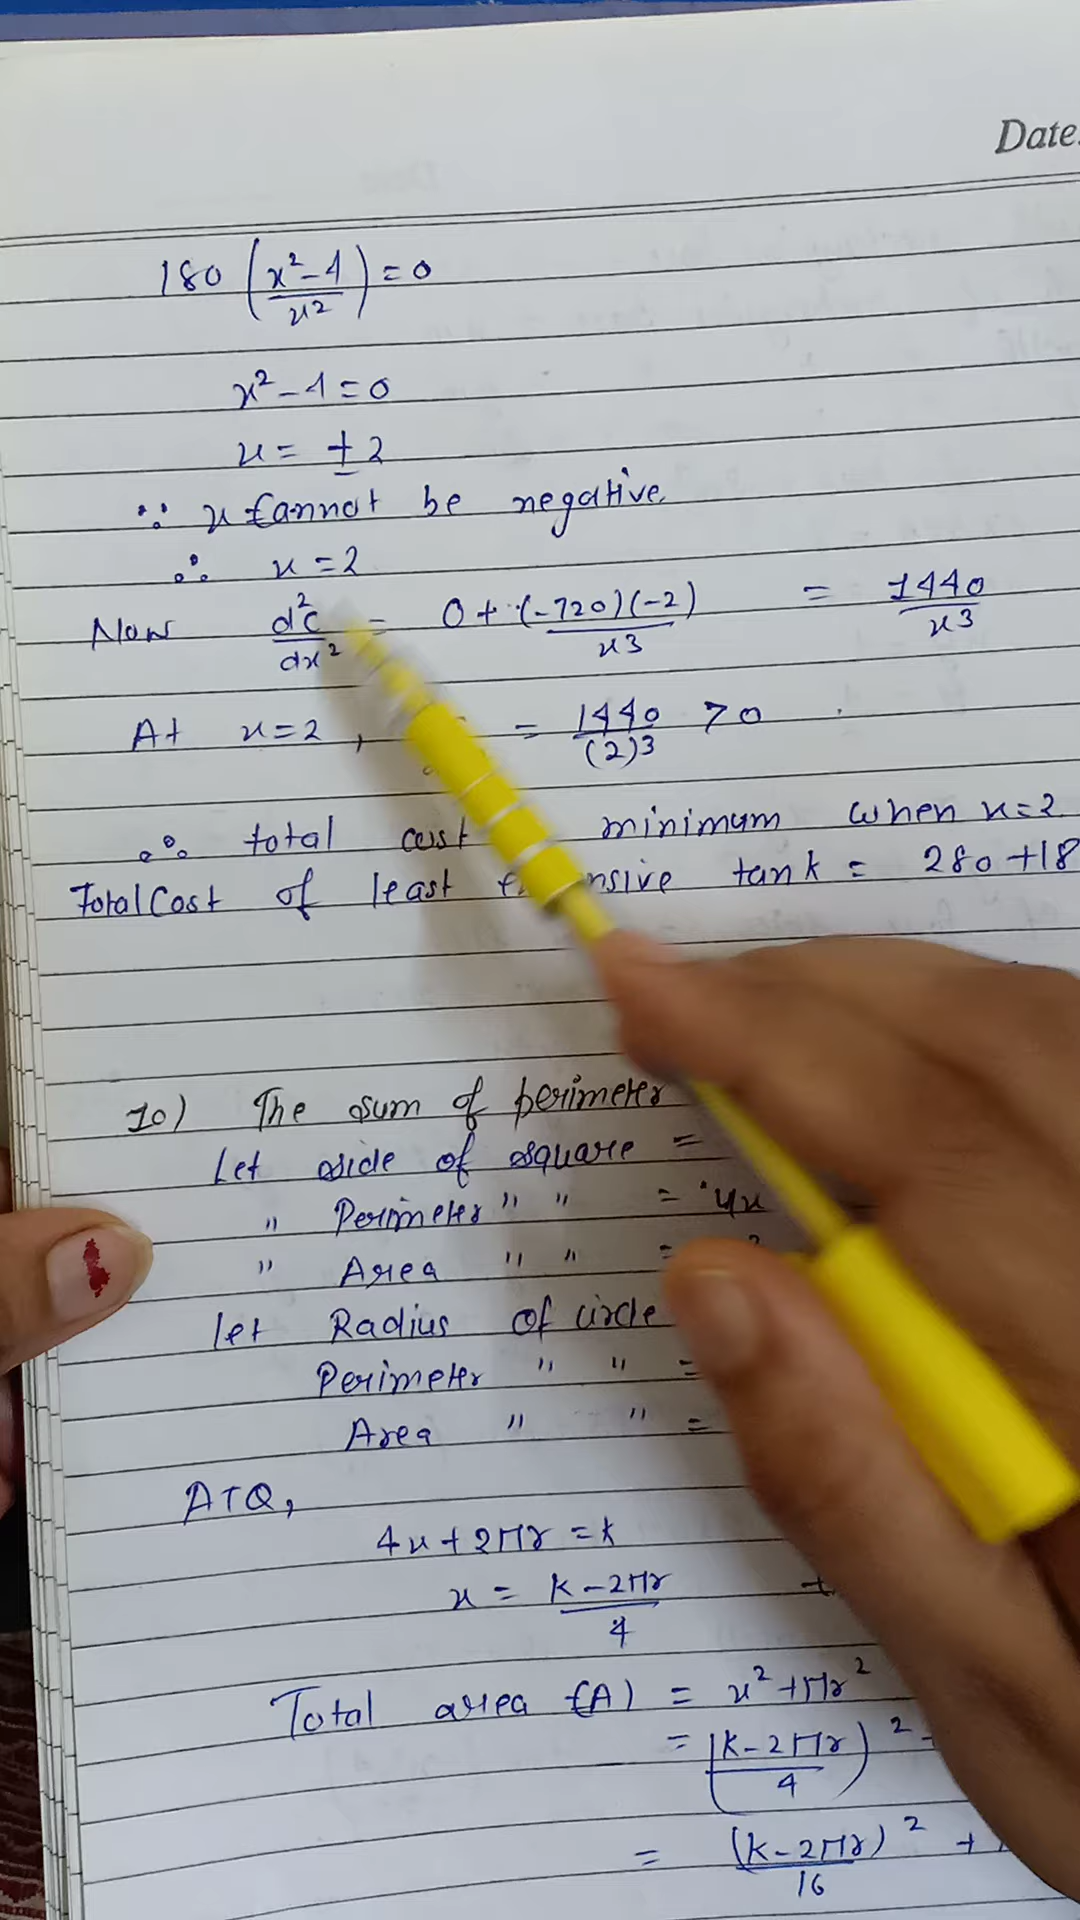 Date.
180 (x²-4/x²) = 0
x²-4=0
x = ±2
∵ x cannot be negative
∴ x = 2
Now d²c/dx² = 0 + (-720)(-2)/x3 = 1440/x3
At x=2, = 1440/(2)3 > 0
∴ total cost minimum when x=2
Total Cost of least tank = 280+18
10) The sum of perimeter
Let side of square =
" Perimeter " " = 4x
" Area " " =
let Radius of circle
Perimeter " " =
Area " " =
ATQ,
4x + 2πr = k
x = k-2πr/4
Total area (A) = x²+πr²
= (k-2πr/4)²
= (k-2πr)²/16 +